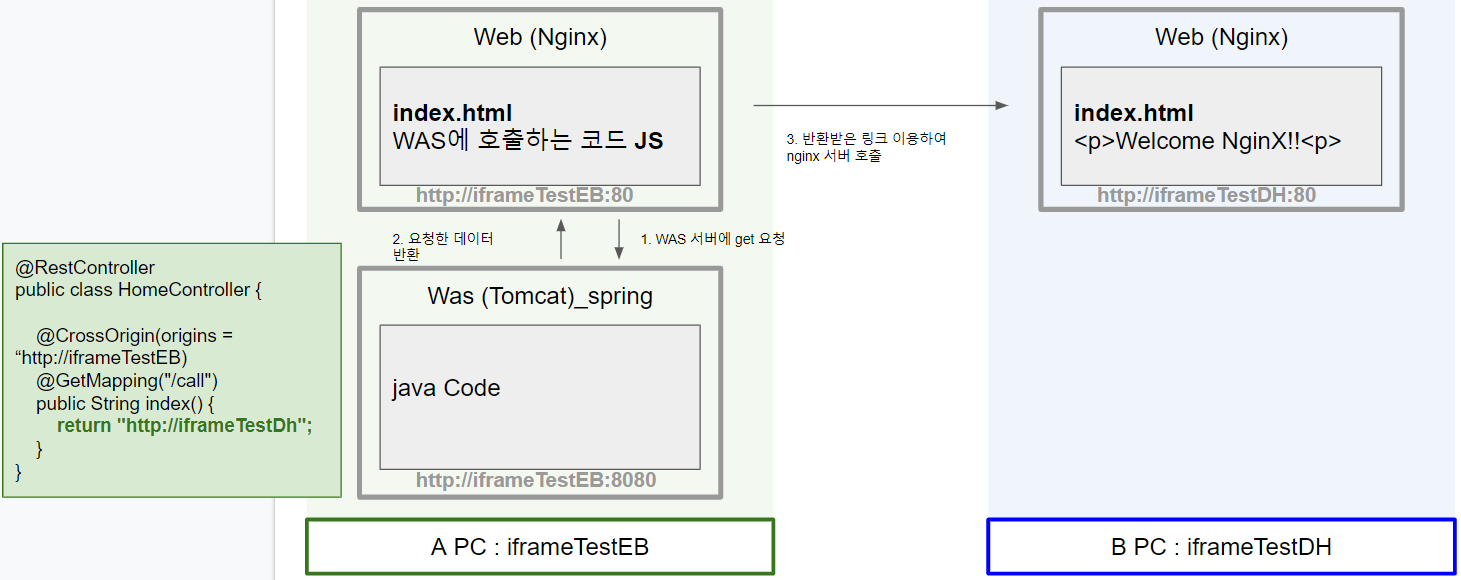 Web (Nginx)
index.html
WAS에 호출하는 코드 JS
http://iframeTestEB:80
3. 반환받은 링크 이용하여
nginx 서버 호출
Web (Nginx)
index.html
<p>Welcome NginX!!<p>
http://iframeTestDH:80
2. 요청한 데이터
반환
1. WAS 서버에 get 요청
@RestController
public class HomeController {
@CrossOrigin(origins =
“http://iframeTestEB)
@GetMapping("/call")
public String index() {
return "http://iframeTestDh";
}
}
Was (Tomcat)_spring
java Code
http://iframeTestEB:8080
A PC : iframeTestEB
B PC : iframeTestDH